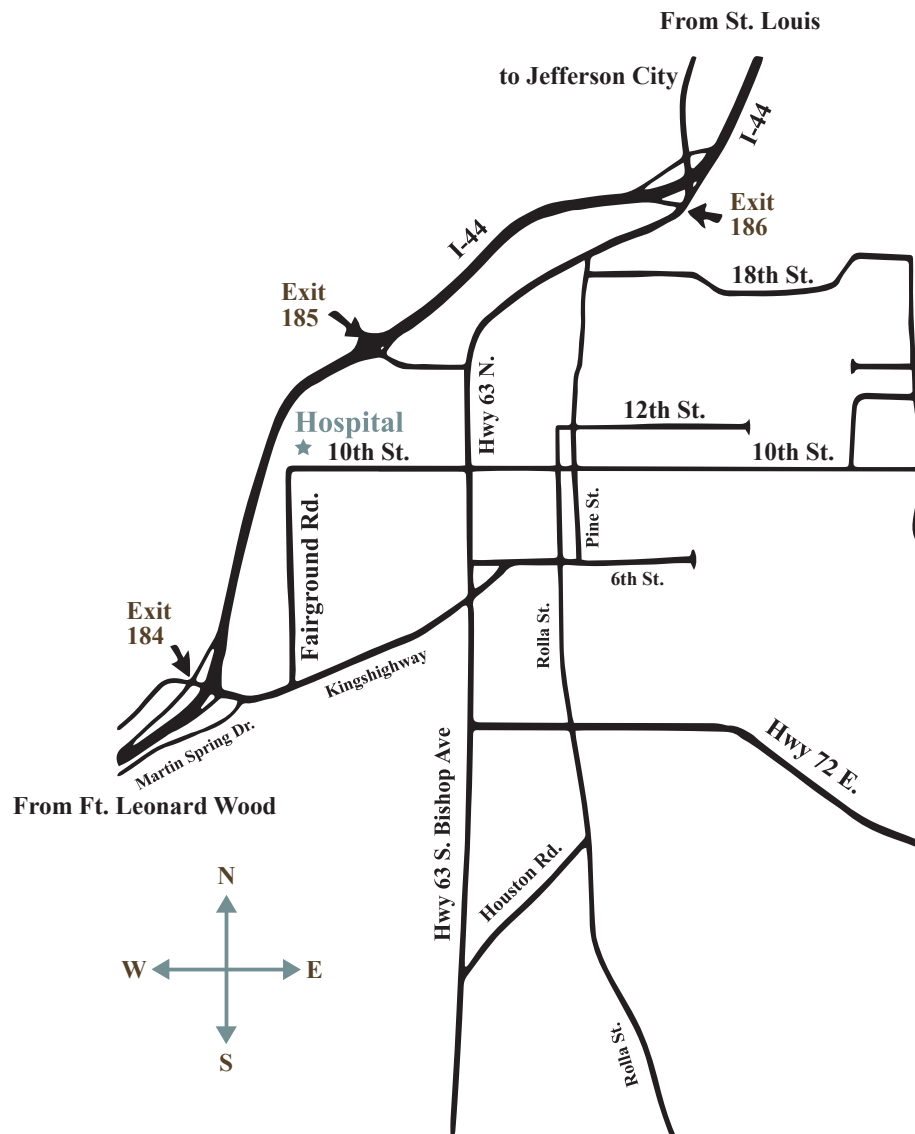 From St. Louis
to Jefferson City
I-44
Exit
186
I-44
18th St.
Exit
185
Hwy 63 N.
12th St.
Hospital
10th St.
10th St.
Pine St.
Fairground Rd.
6th St.
Exit
184
Rolla St.
Kingshighway
Martin Spring Dr.
Hwy 72 E.
From Ft. Leonard Wood
Hwy 63 S. Bishop Ave
Houston Rd.
N
W
E
S
Rolla St.